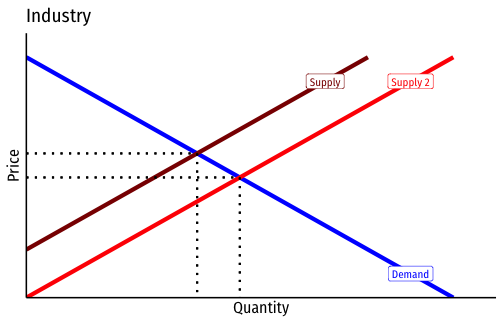 Industry
Supply
Supply 2
Price
Demand
Quantity